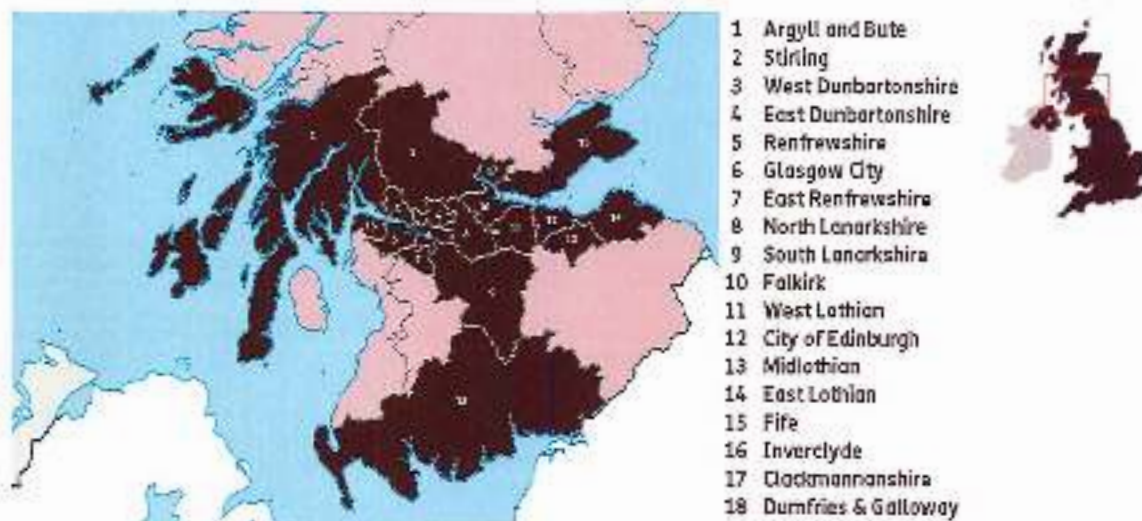 1 Argyll and Bute
2 Stirling
3 West Dunbartonshire
4 East Dunbartonshire
5 Renfrewshire
6 Glasgow City
7 East Renfrewshire
8 North Lanarkshire
9 South Lanarkshire
10 Falkirk
11 West Lothian
12 City of Edinburgh
13 Midlothian
14 East Lothian
15 Fife
16 Inverclyde
17 Clackmannanshire
18 Dumfries & Galloway